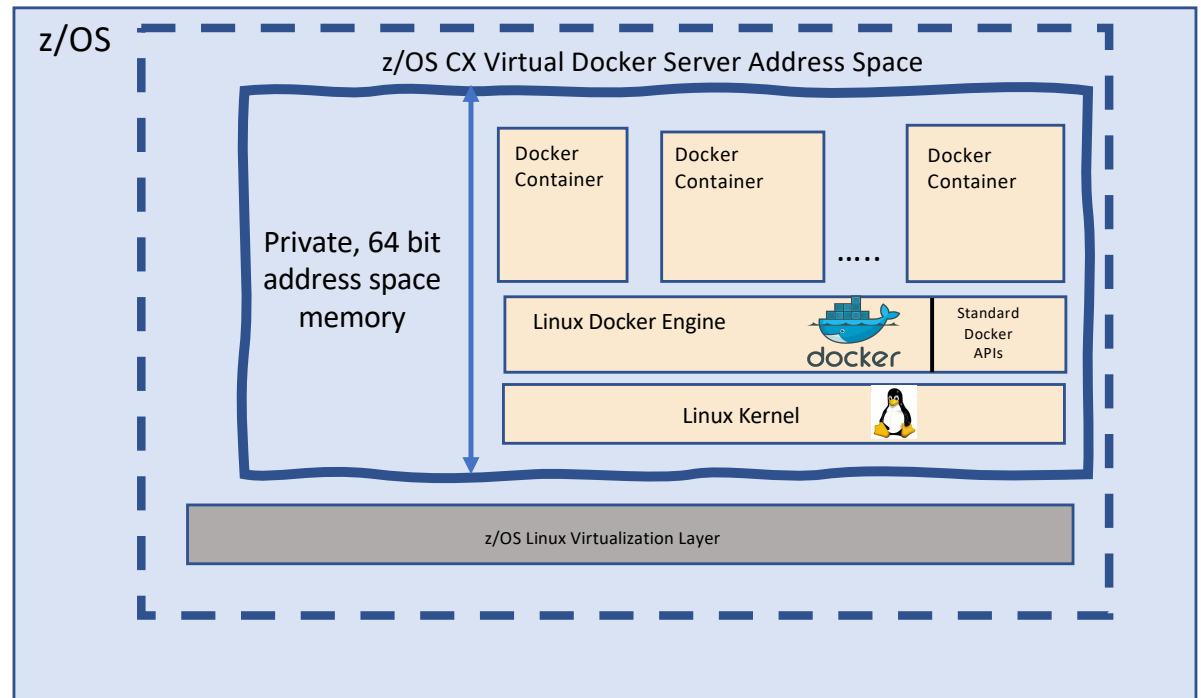 z/OS
z/OS CX Virtual Docker Server Address Space
Docker
Container
Docker
Container
Docker
Container
.....
Private, 64 bit
address space
memory
Linux Docker Engine
docker
Standard
Docker
APIs
Linux Kernel
z/OS Linux Virtualization Layer